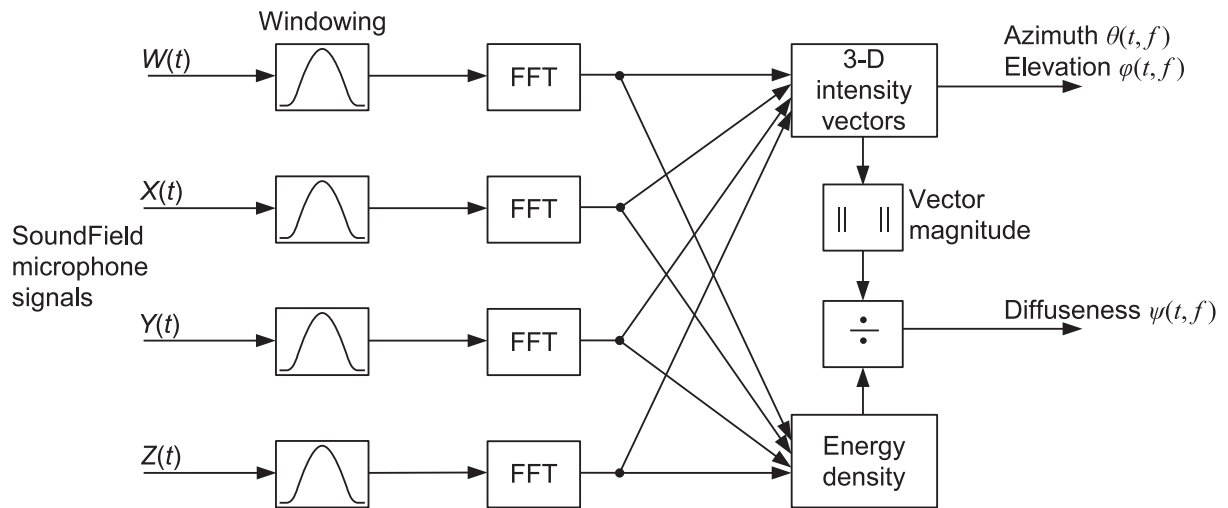 Windowing
W(t)
FFT
3-D
intensity
vectors
Azimuth θ(t, f)
Elevation φ(t, f)
X(t)
FFT
|| ||
Vector
magnitude
SoundField
microphone
signals
Y(t)
FFT
÷
Diffuseness ψ(t, f)
Z(t)
FFT
Energy
density